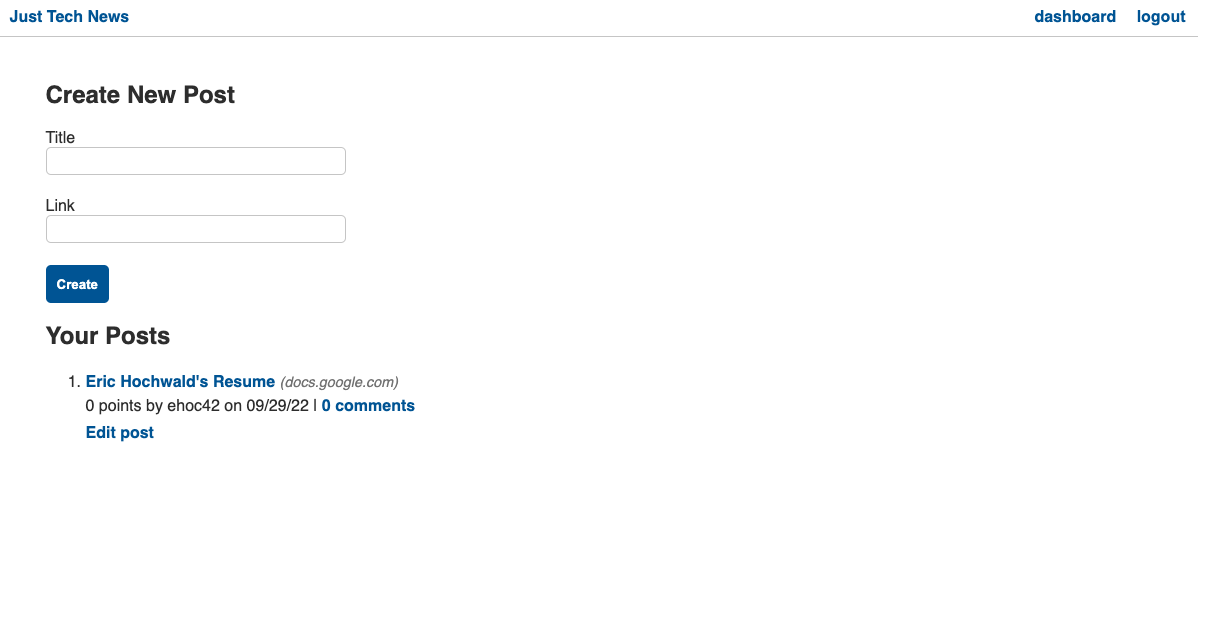 Just Tech News dashboard logout
Create New Post
Title
Link
Create
Your Posts
1. Eric Hochwald's Resume (docs.google.com)
0 points by ehoc42 on 09/29/22 | 0 comments
Edit post